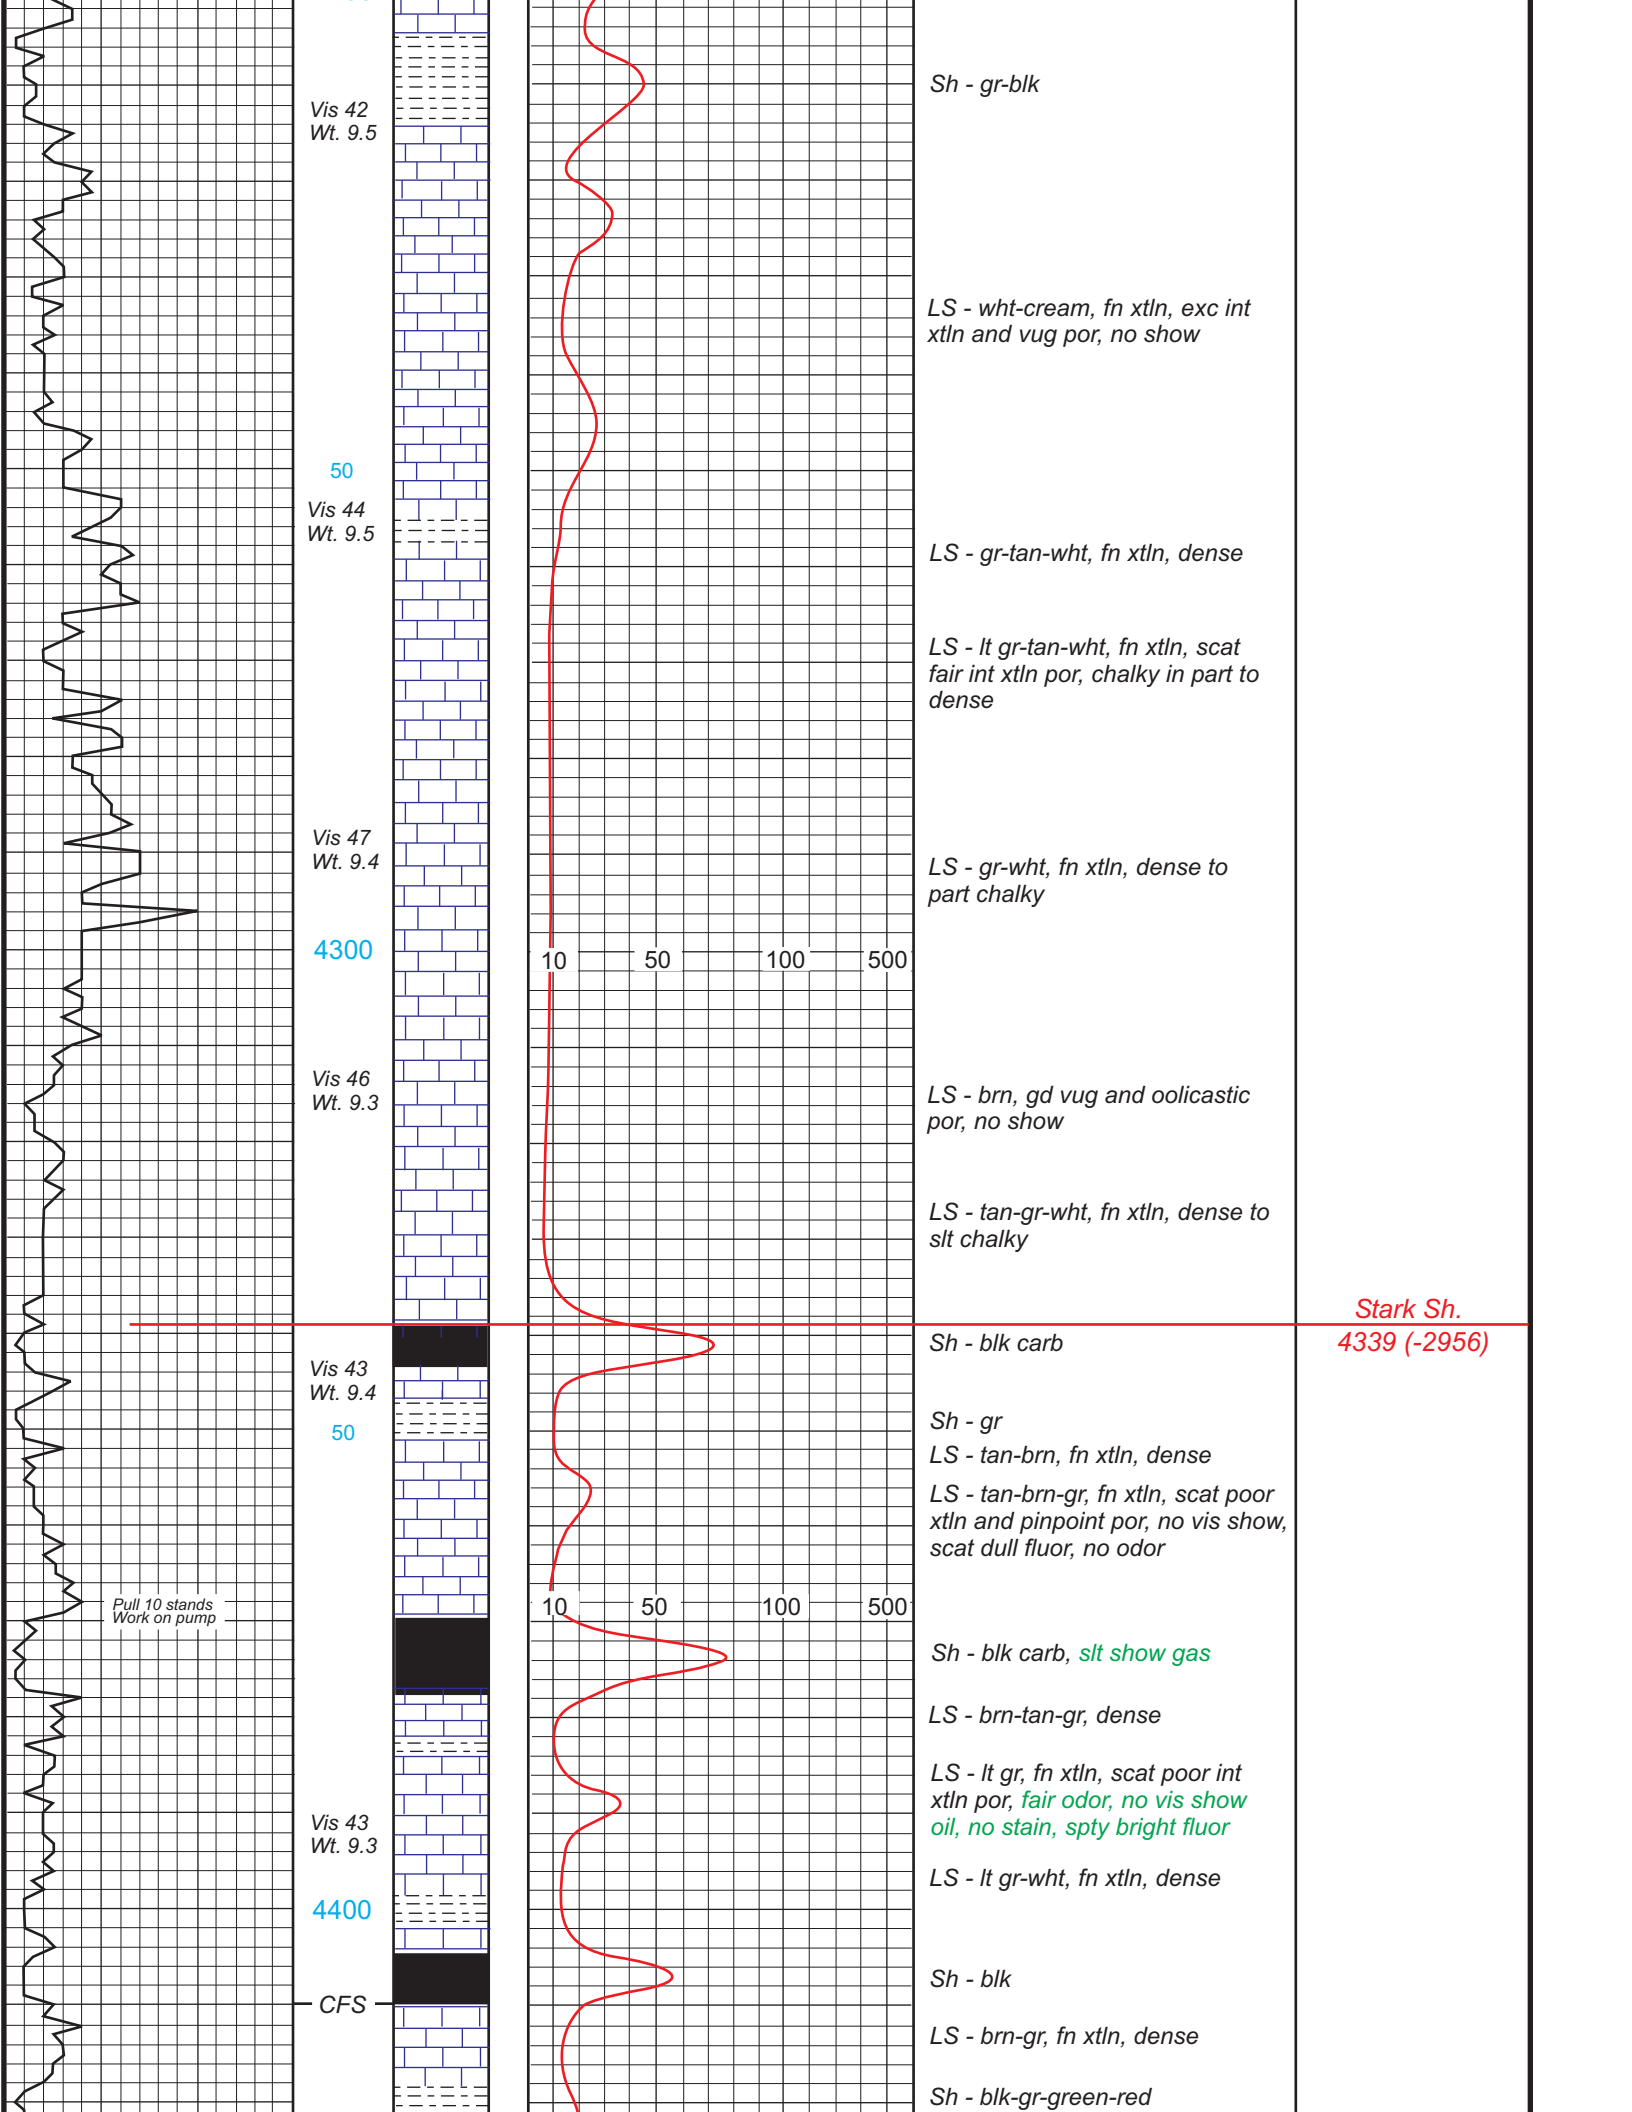 Sh - gr-blk
Vis 42
Wt. 9.5
LS - wht-cream, fn xtln, exc int
xtln and vug por, no show
50
Vis 44
Wt. 9.5
LS - gr-tan-wht, fn xtln, dense
LS - lt gr-tan-wht, fn xtln, scat
fair int xtln por, chalky in part to
dense
Vis 47
Wt. 9.4
LS - gr-wht, fn xtln, dense to
part chalky
4300
10 50 100 500
Vis 46
Wt. 9.3
LS - brn, gd vug and oolicastic
por, no show
LS - tan-gr-wht, fn xtln, dense to
slt chalky
Stark Sh.
4339 (-2956)
Sh - blk carb
Vis 43
Wt. 9.4
50
Sh - gr
LS - tan-brn, fn xtln, dense
LS - tan-brn-gr, fn xtln, scat poor
xtln and pinpoint por, no vis show,
scat dull fluor, no odor
Pull 10 stands
Work on pump
10 50 100 500
Sh - blk carb, slt show gas
LS - brn-tan-gr, dense
LS - lt gr, fn xtln, scat poor int
xtln por, fair odor, no vis show
oil, no stain, spty bright fluor
Vis 43
Wt. 9.3
LS - lt gr-wht, fn xtln, dense
4400
Sh - blk
CFS
LS - brn-gr, fn xtln, dense
Sh - blk-gr-green-red